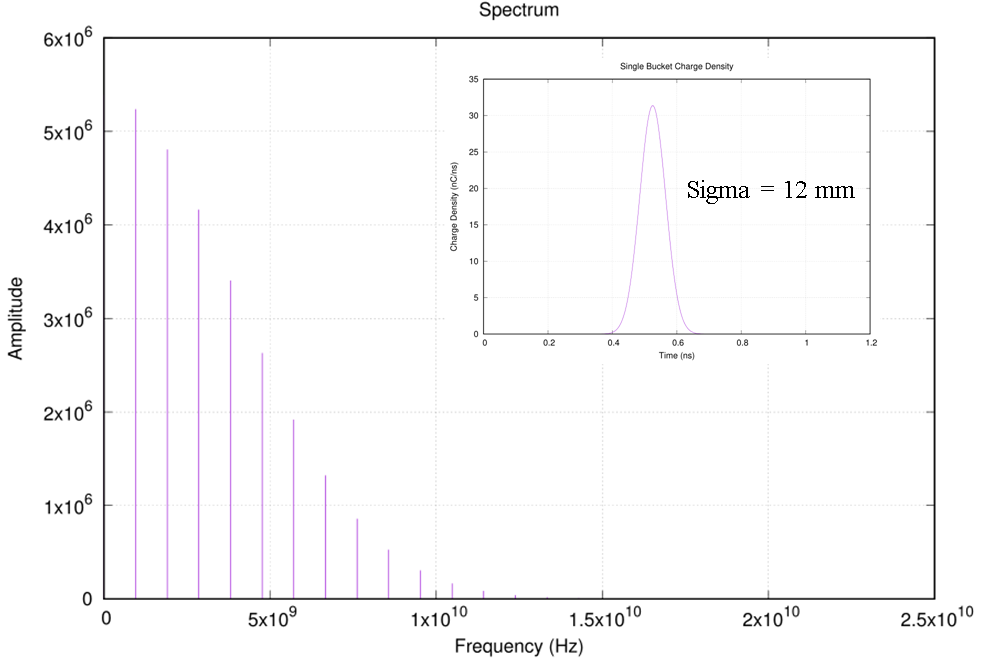 Spectrum
6x10^6
5x10^6
4x10^6
3x10^6
2x10^6
1x10^6
0
Amplitude
0 5x10^9 1x10^10 1.5x10^10 2x10^10 2.5x10^10
Frequency (Hz)
Single Bucket Charge Density
35
30
25
20
15
10
5
0
Charge Density (nC/ns)
Sigma = 12 mm
0 0.2 0.4 0.6 0.8 1 1.2
Time (ns)